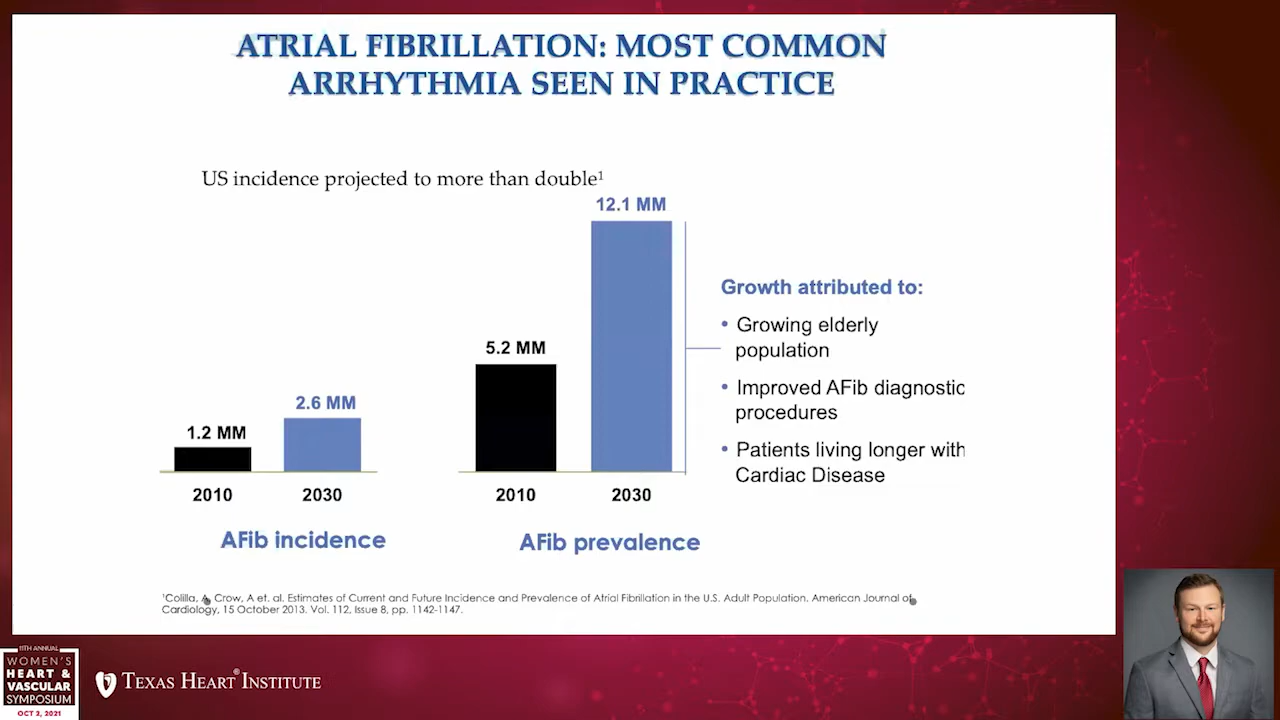 ATRIAL FIBRILLATION: MOST COMMON
ARRHYTHMIA SEEN IN PRACTICE
US incidence projected to more than double¹
1.2 MM
2.6 MM
2010
2030
AFib incidence
5.2 MM
12.1 MM
2010
2030
AFib prevalence
Growth attributed to:
• Growing elderly
population
• Improved AFib diagnostic
procedures
• Patients living longer with
Cardiac Disease
¹Colilla, A, Crow, A et. al. Estimates of Current and Future Incidence and Prevalence of Atrial Fibrillation in the U.S. Adult Population. American Journal of
Cardiology, 15 October 2013. Vol. 112, Issue 8, pp. 1142-1147.
11TH ANNUAL
WOMEN'S
HEART &
VASCULAR
SYMPOSIUM
OCT 2, 2021
TEXAS HEART® INSTITUTE